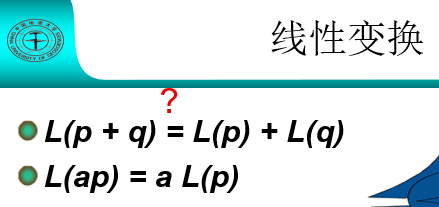 线性变换
?
L(p + q) = L(p) + L(q)
L(ap) = a L(p)